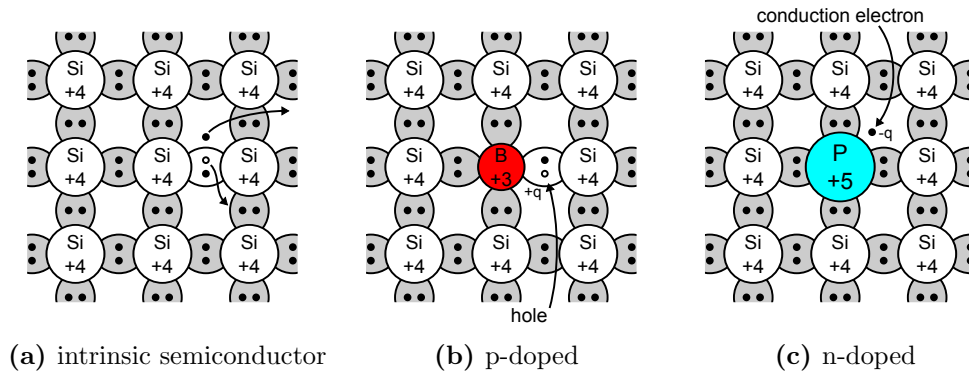 conduction electron
Si +4 Si +4 Si +4
Si +4 Si +4 Si +4
Si +4 Si +4 Si +4
Si +4 Si +4 Si +4
Si +4 B +3 Si +4
+q
Si +4 Si +4 Si +4
hole
Si +4 Si +4 Si +4
Si +4 P +5 Si +4
-q
Si +4 Si +4 Si +4
(a) intrinsic semiconductor
(b) p-doped
(c) n-doped